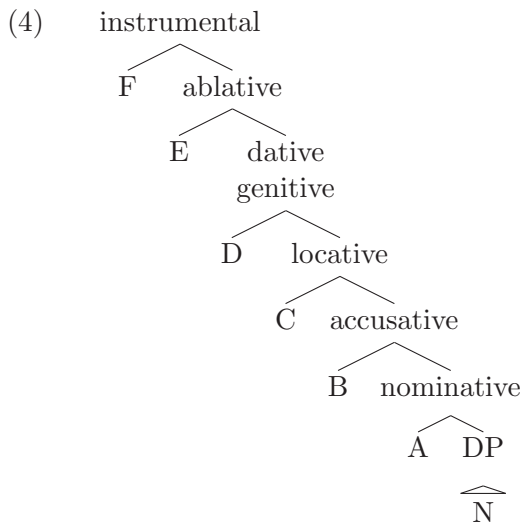 (4) instrumental
F ablative
E dative
genitive
D locative
C accusative
B nominative
A DP
N